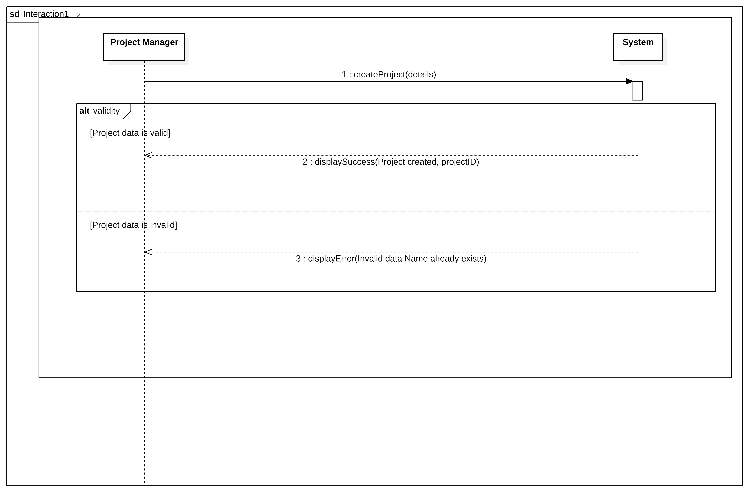 sd Interaction1
Project Manager
System
1 : createProject(details)
alt validity
[Project data is valid]
2 : displaySuccess(Project created, projectID)
[Project data is invalid]
3 : displayError(Invalid data Name already exists)